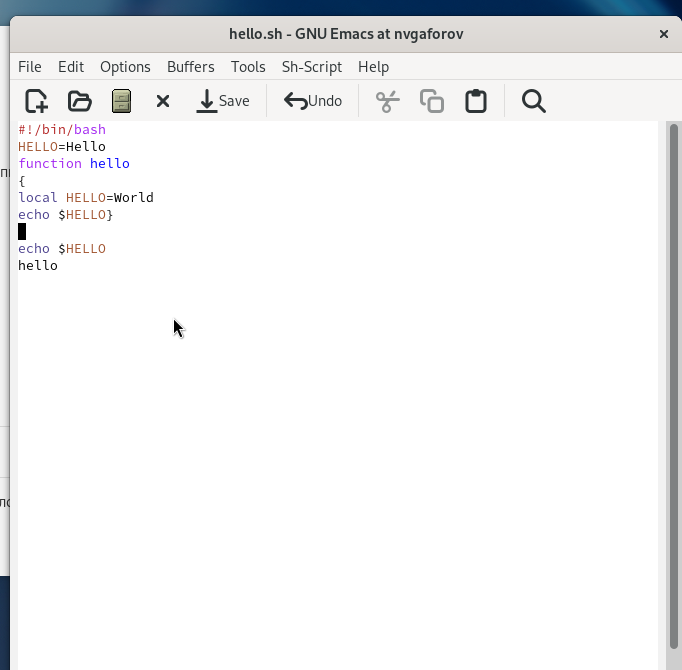 hello.sh - GNU Emacs at nvgaforov
File Edit Options Buffers Tools Sh-Script Help
Save Undo
#!/bin/bash
HELLO=Hello
function hello
{
local HELLO=World
echo $HELLO}
echo $HELLO
hello